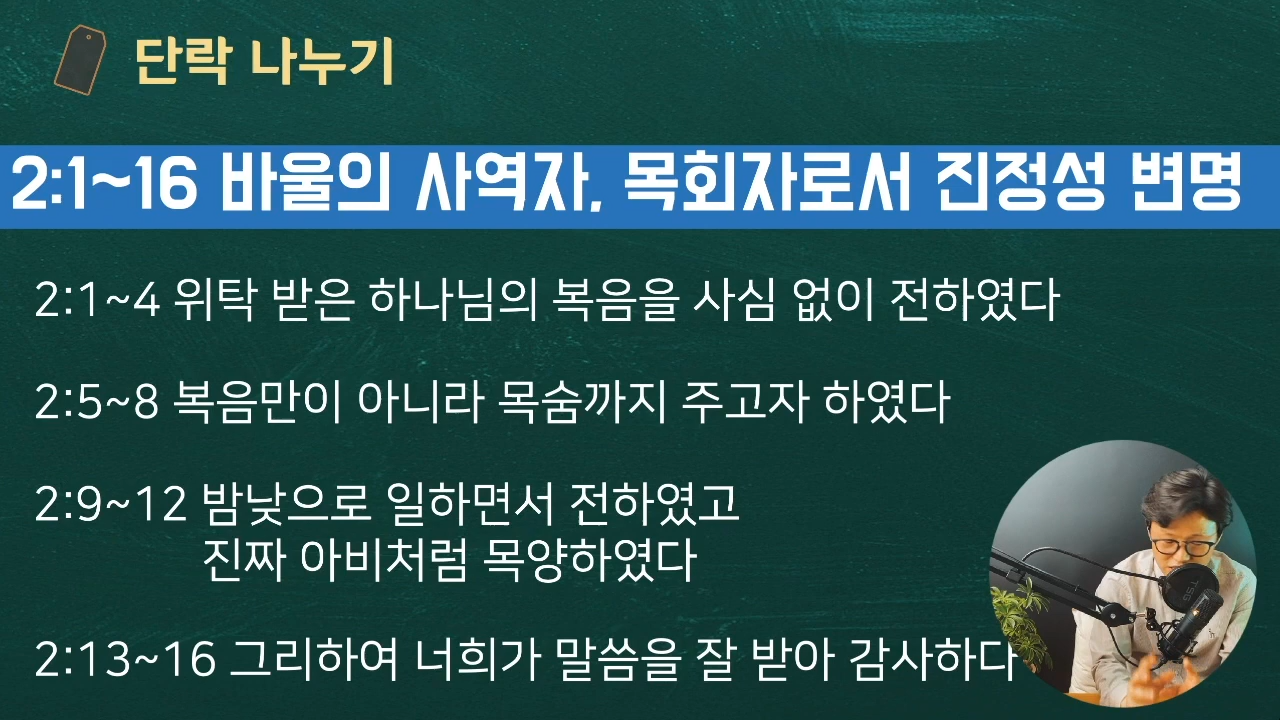 단락 나누기
2:1~16 바울의 사역자, 목회자로서 진정성 변명
2:1~4 위탁 받은 하나님의 복음을 사심 없이 전하였다
2:5~8 복음만이 아니라 목숨까지 주고자 하였다
2:9~12 밤낮으로 일하면서 전하였고
진짜 아비처럼 목양하였다
2:13~16 그리하여 너희가 말씀을 잘 받아 감사하다